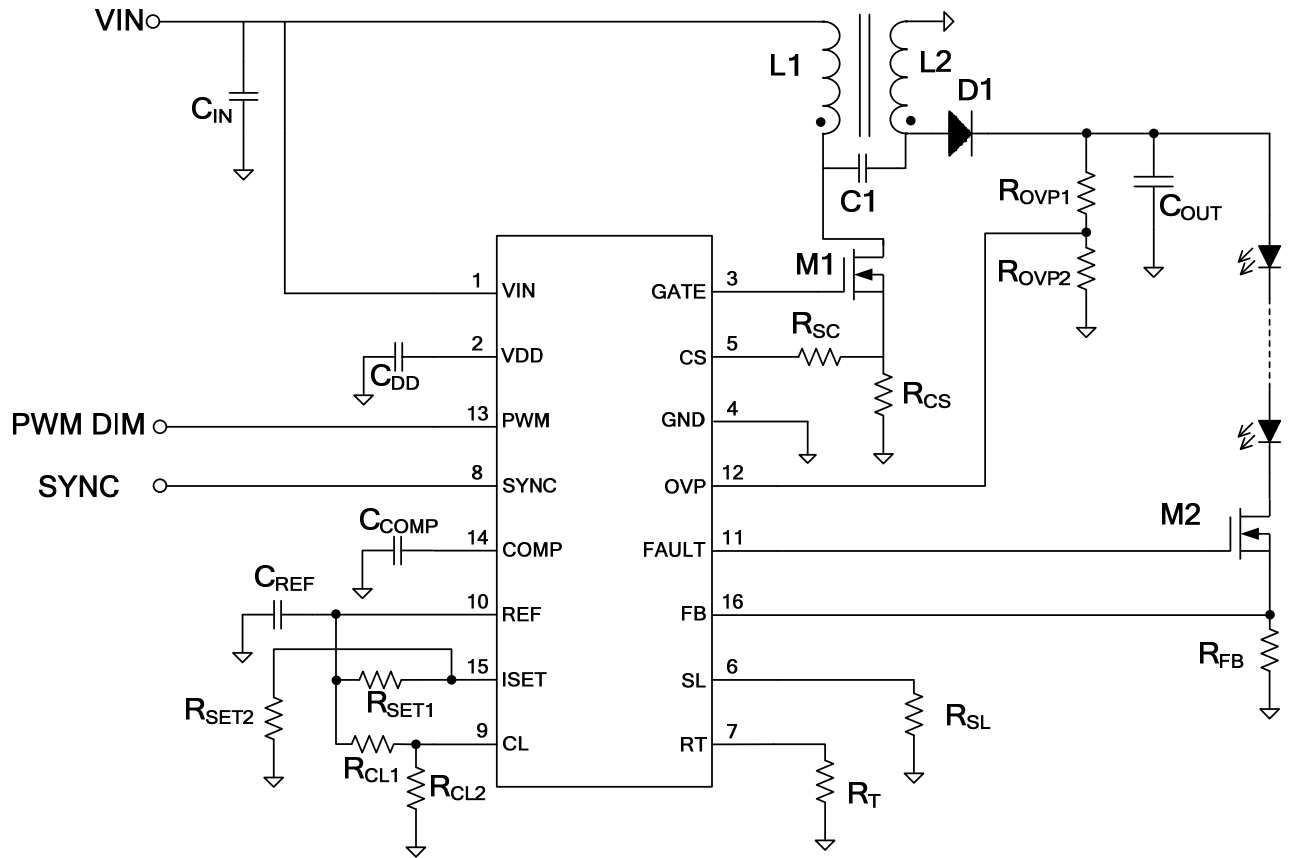 VIN
L1
L2
D1
CIN
C1
ROVP1
COUT
M1
ROVP2
1
VIN
GATE
3
RSC
2
VDD
CS
5
CDD
RCS
PWM DIM
13
PWM
GND
4
SYNC
8
SYNC
OVP
12
CCOMP
M2
14
COMP
FAULT
11
CREF
10
REF
FB
16
RFB
15
ISET
SL
6
RSET1
RSET2
RSL
9
CL
RT
7
RCL1
RCL2
RT